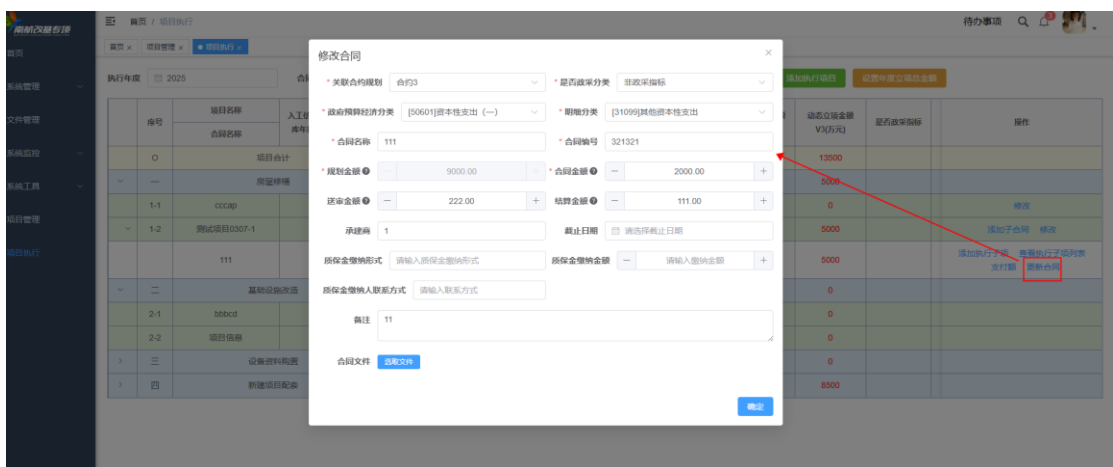 南航改基专项
首页 / 项目执行
待办事项
3
首页 ×
项目管理 ×
项目执行 ×
首页
系统管理
文件管理
系统监控
系统工具
项目管理
项目执行
执行年度 2025
添加执行项目
设置年度立项总金额
序号
项目名称
合同名称
动态立项金额
V3(万元)
是否政采指标
操作
项目合计
13500
一
房屋修缮
5000
1-1
cccap
0
修改
1-2
测试项目0307-1
5000
添加子合同 修改
111
5000
添加执行子项 查看执行子项列表
支付额 更新合同
二
基础设施改造
0
2-1
bbbcd
0
2-2
项目信息
0
三
设备资料购置
0
四
新建项目配套
8500
修改合同
×
* 关联合约规划 合约3
* 是否政采分类 非政采指标
* 政府预算经济分类 [50601]资本性支出（一）
* 明细分类 [31099]其他资本性支出
* 合同名称 111
* 合同编号 321321
* 规划金额 9000.00
* 合同金额 2000.00
送审金额 222.00
结算金额 111.00
承建商 1
截止日期 请选择截止日期
质保金缴纳形式 请输入质保金缴纳形式
质保金缴纳金额 请输入缴纳金额
质保金缴纳人联系方式 请输入联系方式
备注 11
合同文件 选取文件
确定